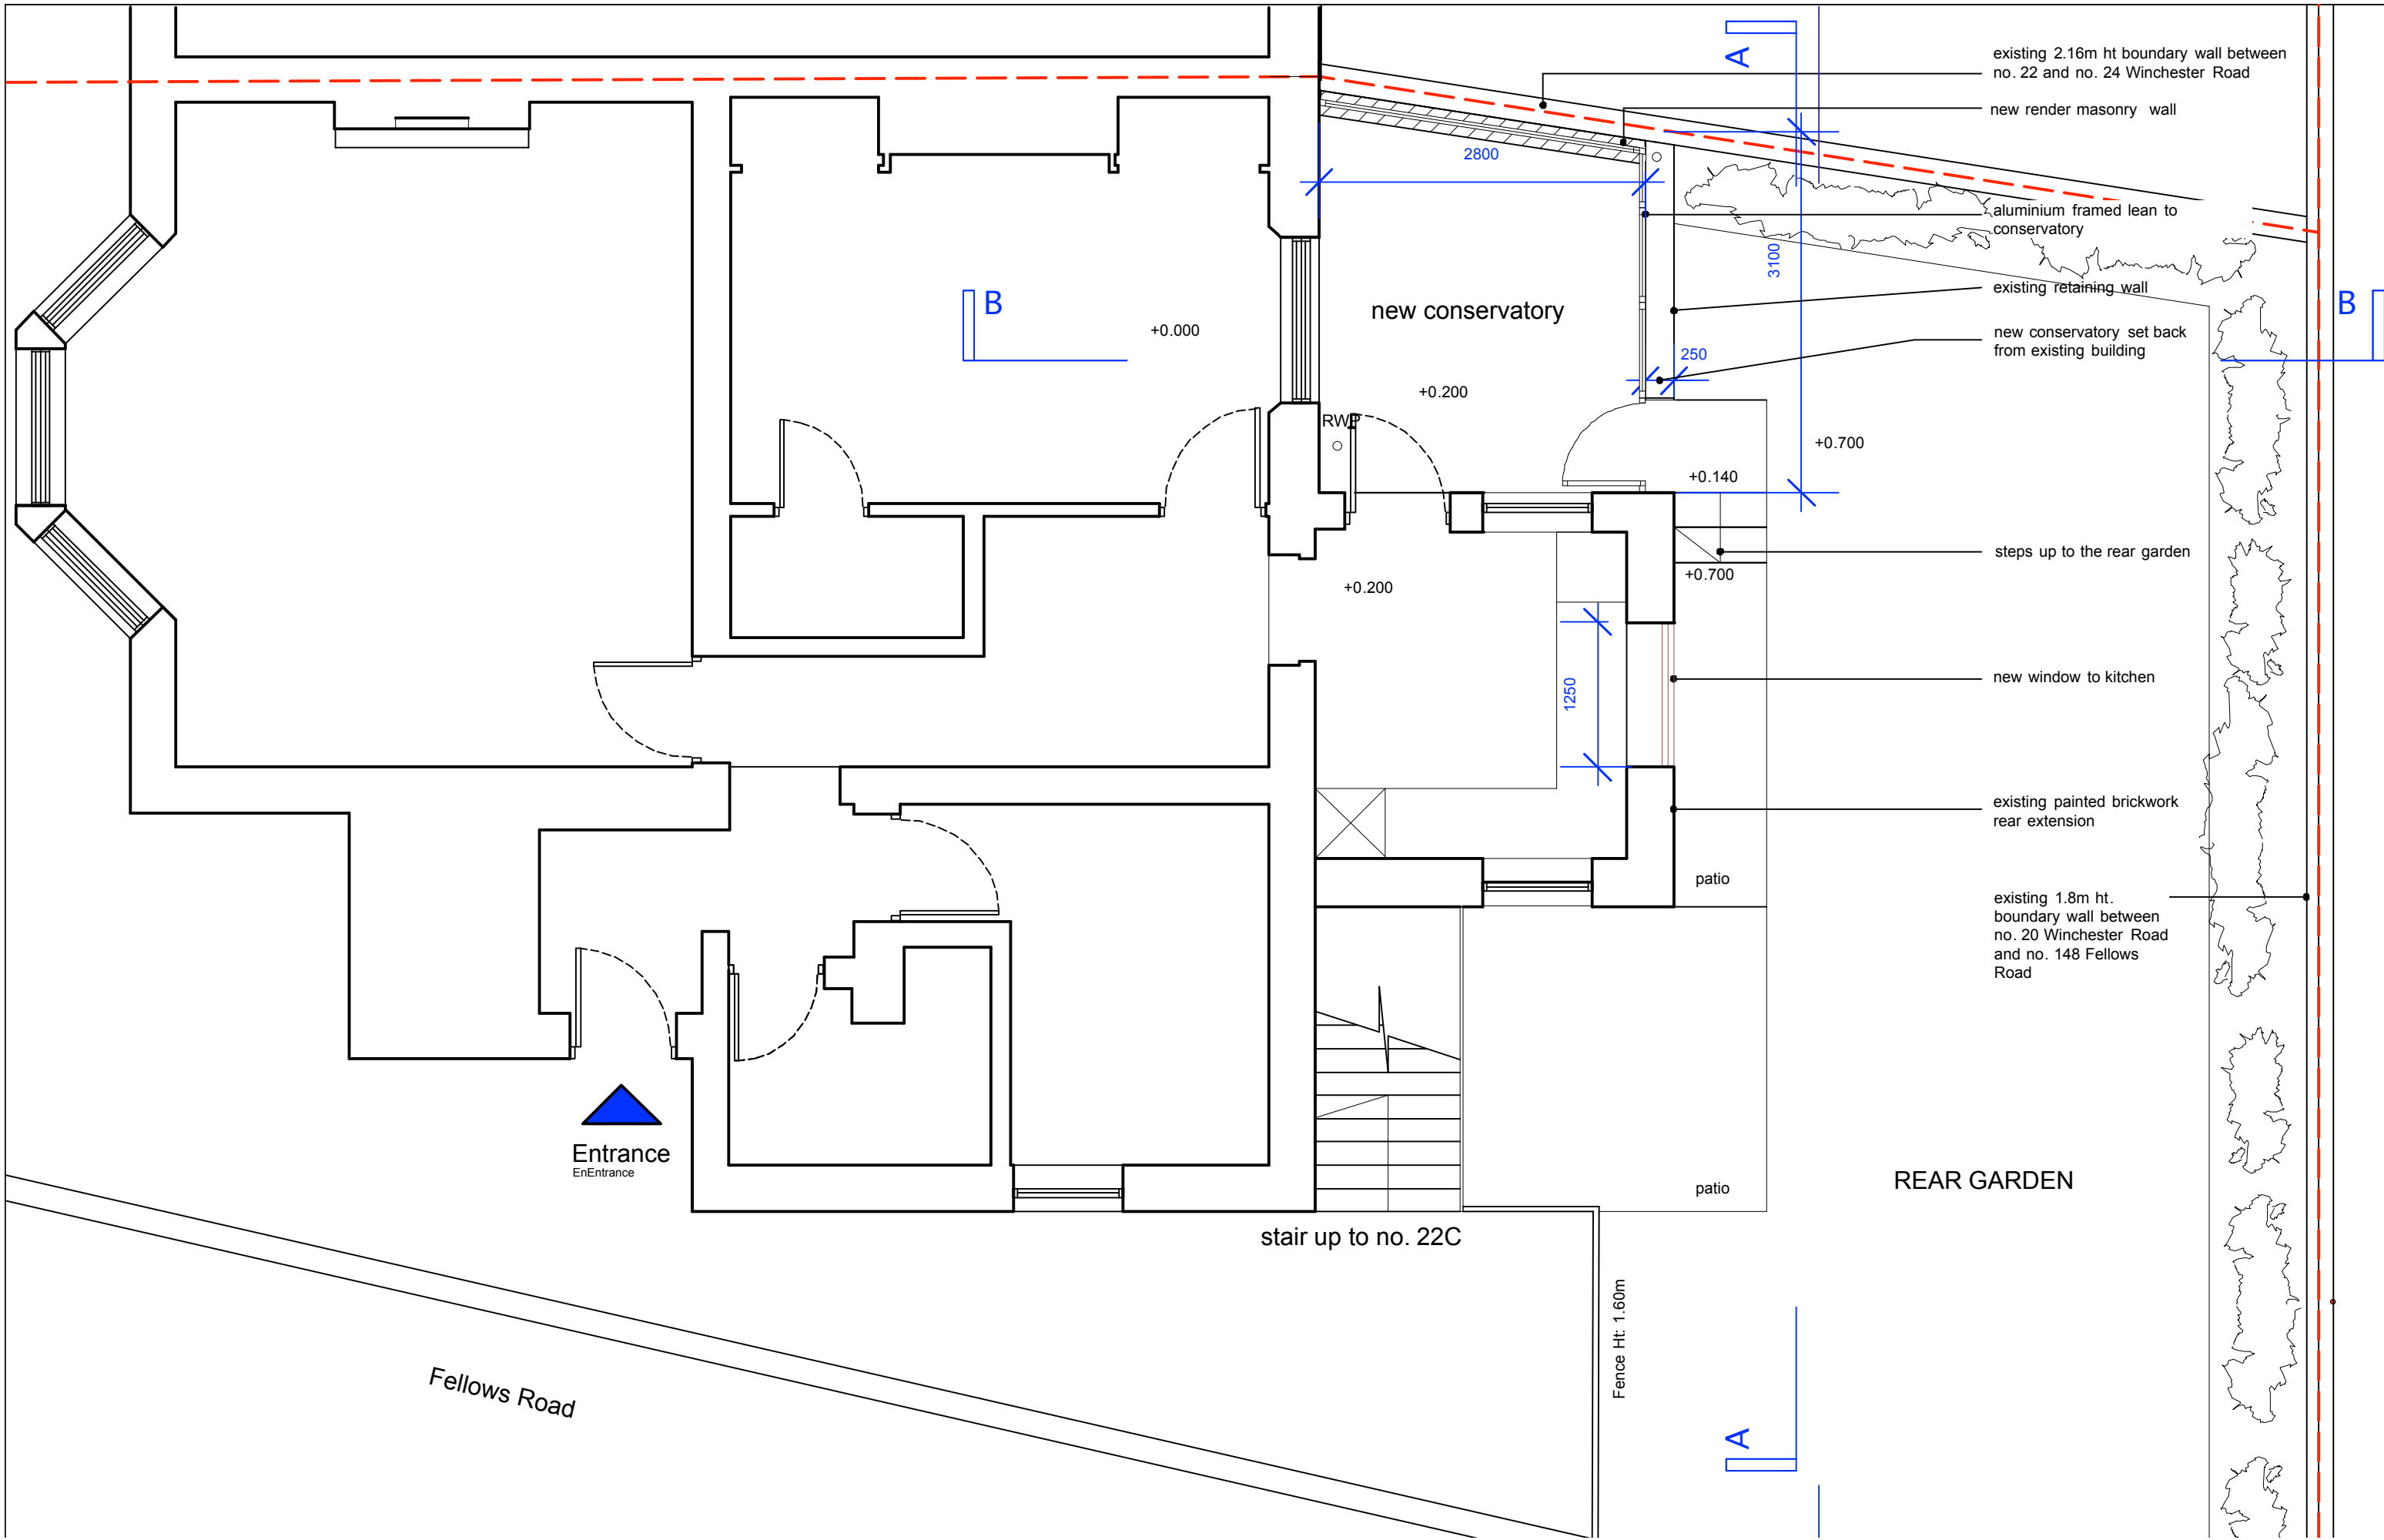 A
existing 2.16m ht boundary wall between
no. 22 and no. 24 Winchester Road
new render masonry wall
2800
aluminium framed lean to
conservatory
3100
existing retaining wall
B
B
new conservatory
+0.000
new conservatory set back
from existing building
250
+0.200
RWP
+0.700
+0.140
steps up to the rear garden
+0.700
+0.200
new window to kitchen
1250
existing painted brickwork
rear extension
patio
existing 1.8m ht.
boundary wall between
no. 20 Winchester Road
and no. 148 Fellows
Road
Entrance
EnEntrance
REAR GARDEN
patio
stair up to no. 22C
Fence Ht: 1.60m
Fellows Road
A